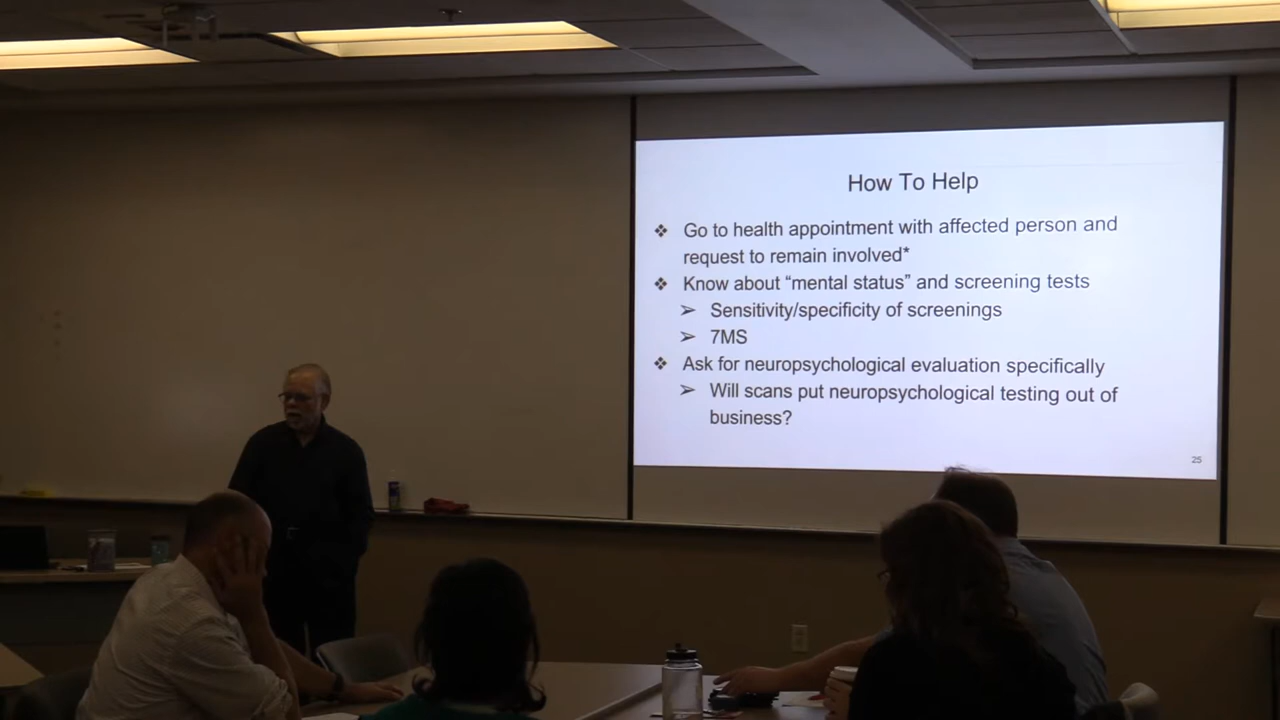 How To Help
❖ Go to health appointment with affected person and
request to remain involved*
❖ Know about “mental status” and screening tests
➢ Sensitivity/specificity of screenings
➢ 7MS
❖ Ask for neuropsychological evaluation specifically
➢ Will scans put neuropsychological testing out of
business?
25